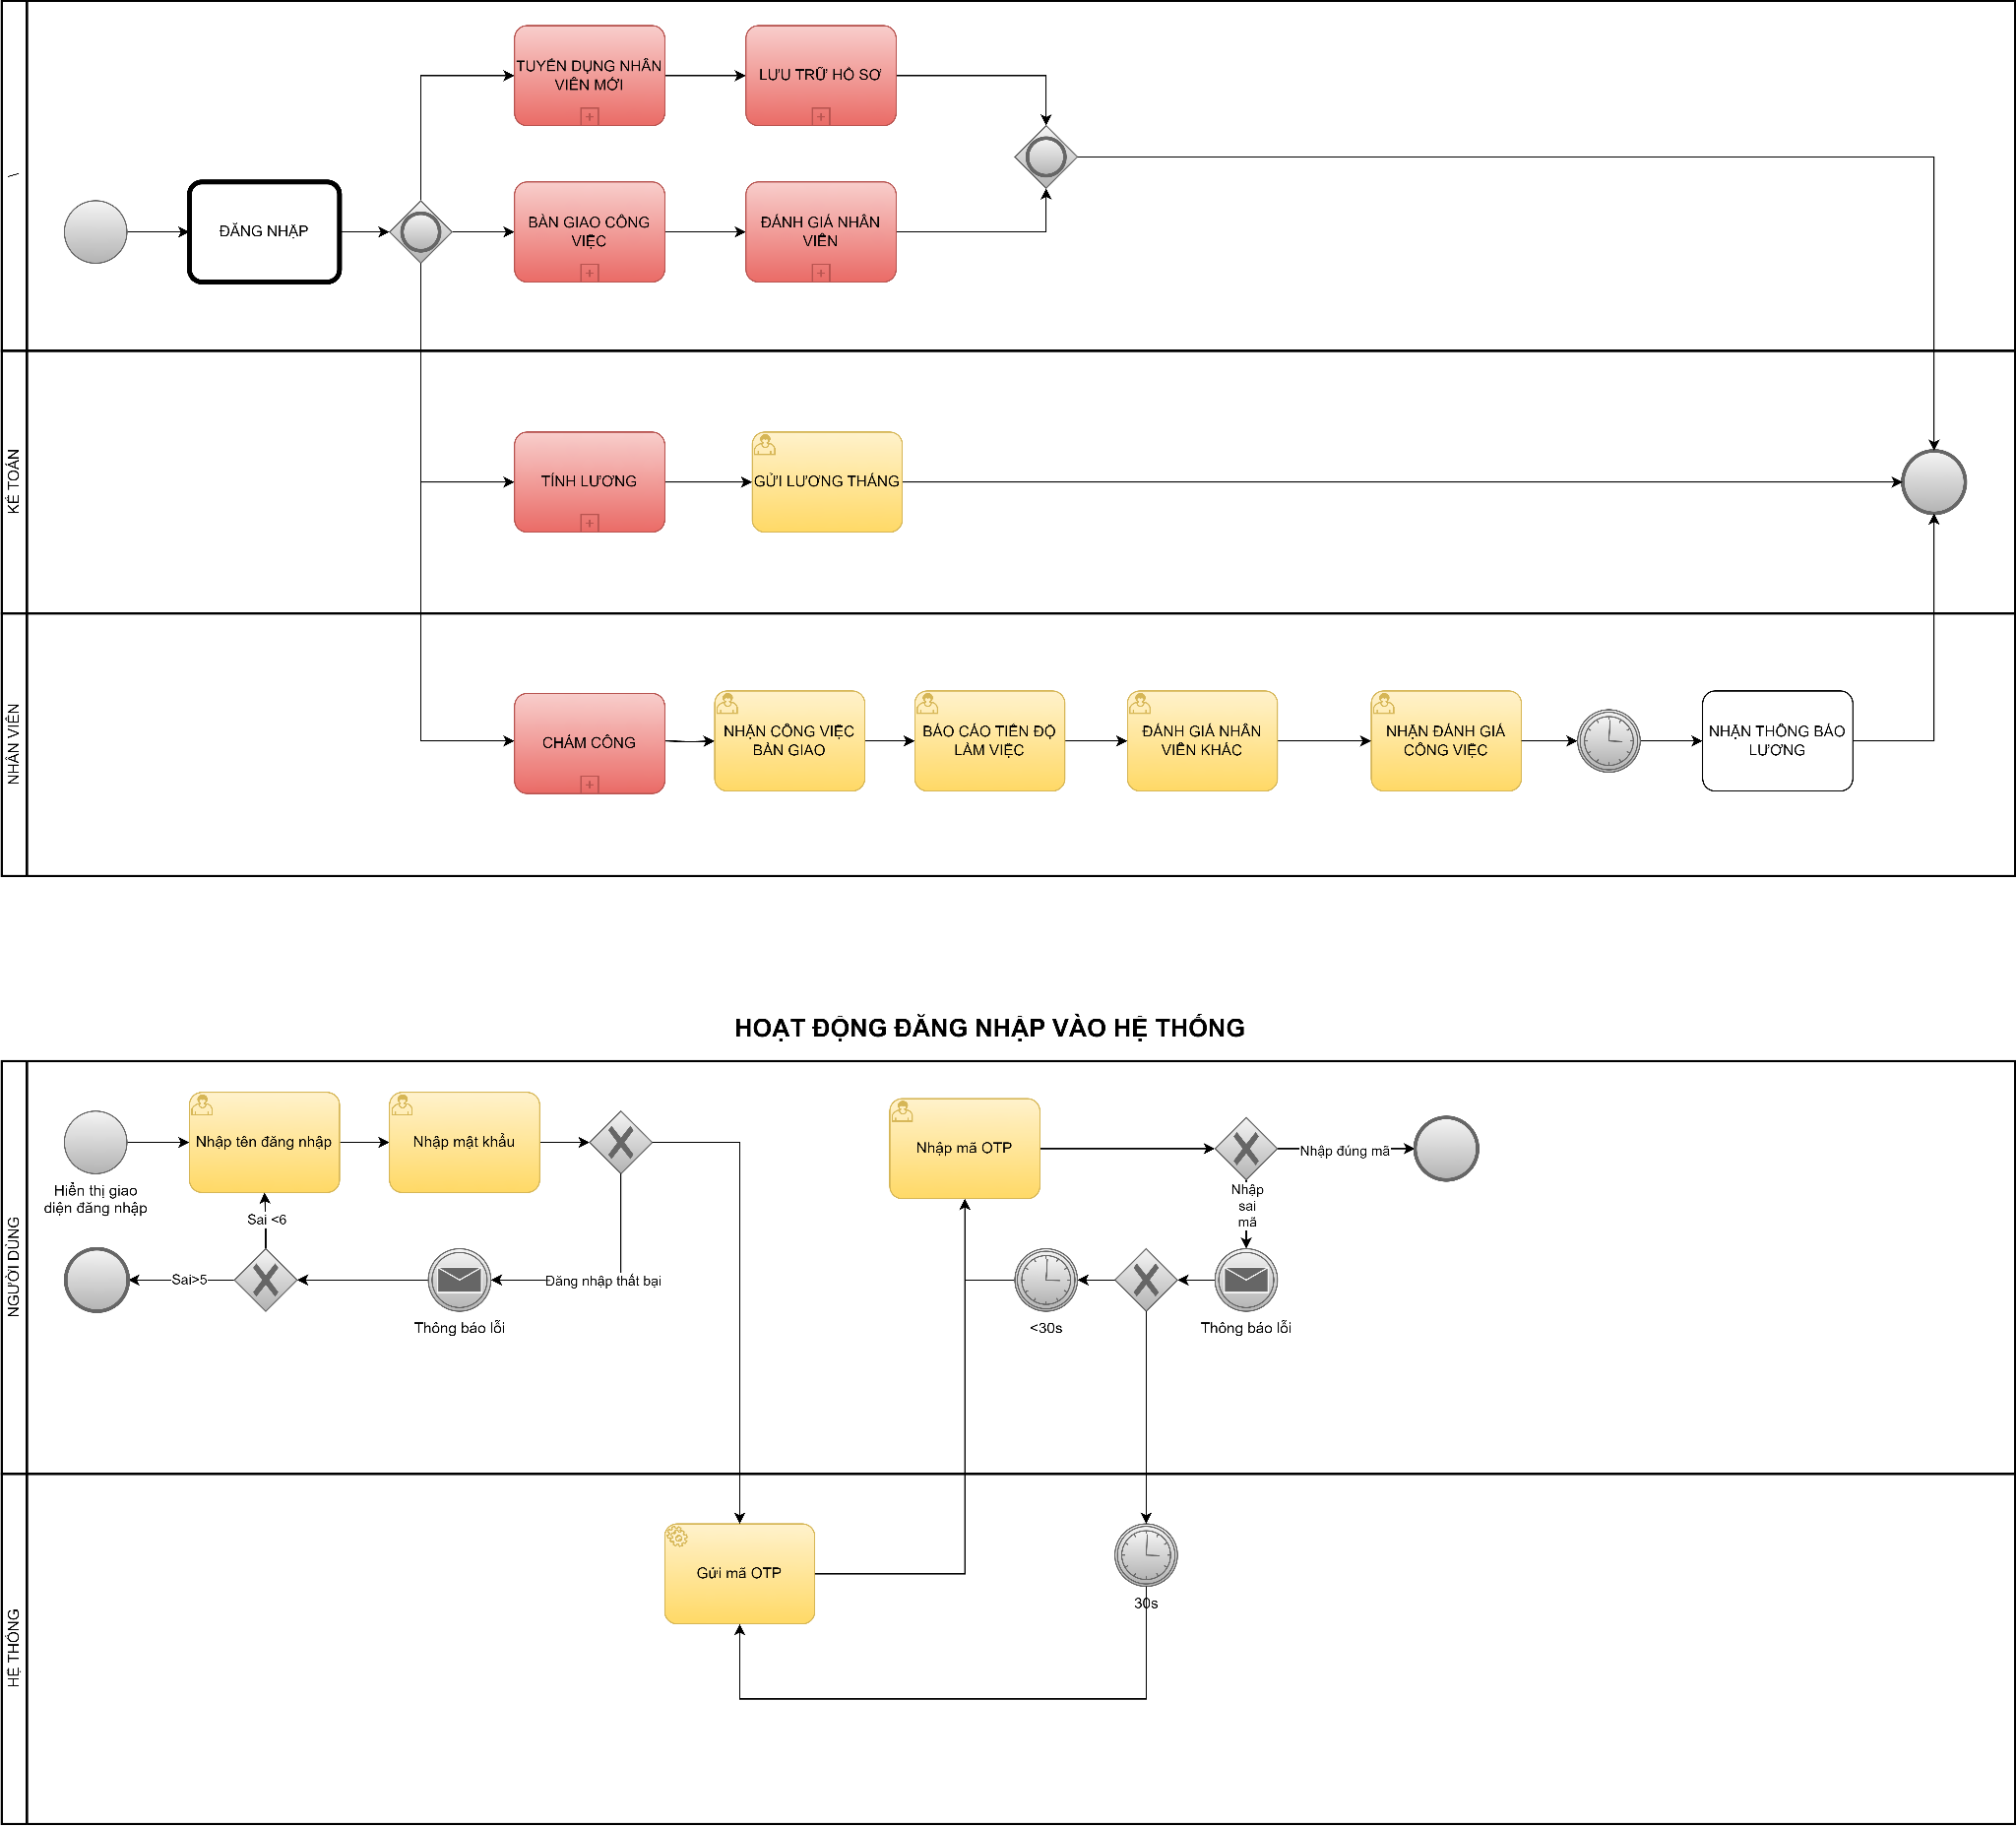 \
TUYỂN DỤNG NHÂN
VIÊN MỚI
LƯU TRỮ HỒ SƠ
ĐĂNG NHẬP
BÀN GIAO CÔNG
VIỆC
ĐÁNH GIÁ NHÂN
VIÊN
KẾ TOÁN
TÍNH LƯƠNG
GỬI LƯƠNG THÁNG
NHÂN VIÊN
CHẤM CÔNG
NHẬN CÔNG VIỆC
BÀN GIAO
BÁO CÁO TIẾN ĐỘ
LÀM VIỆC
ĐÁNH GIÁ NHÂN
VIÊN KHÁC
NHẬN ĐÁNH GIÁ
CÔNG VIỆC
NHẬN THÔNG BÁO
LƯƠNG
HOẠT ĐỘNG ĐĂNG NHẬP VÀO HỆ THỐNG
NGƯỜI DÙNG
Hiển thị giao
diện đăng nhập
Nhập tên đăng nhập
Nhập mật khẩu
Nhập mã OTP
Nhập đúng mã
Nhập
sai
mã
Sai <6
Sai>5
Đăng nhập thất bại
Thông báo lỗi
<30s
Thông báo lỗi
HỆ THỐNG
Gửi mã OTP
30s